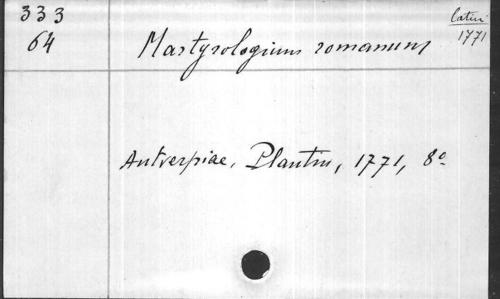 333
64
Martyrologium romanum
latin
1771
Antverpiae, Plantin, 1771, 8°